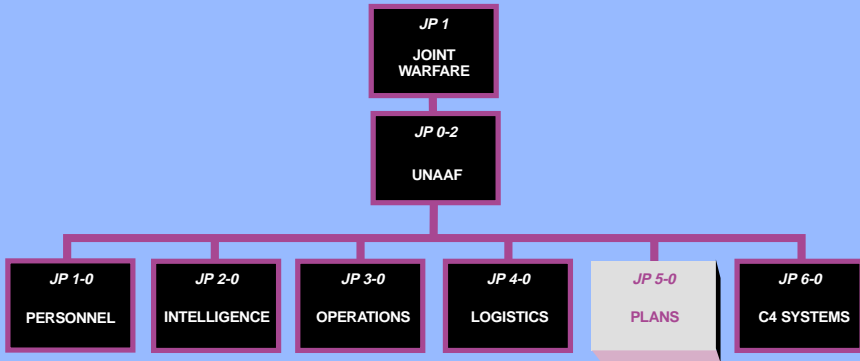 JP 1
JOINT
WARFARE
JP 0-2
UNAAF
JP 1-0
PERSONNEL
JP 2-0
INTELLIGENCE
JP 3-0
OPERATIONS
JP 4-0
LOGISTICS
JP 5-0
PLANS
JP 6-0
C4 SYSTEMS